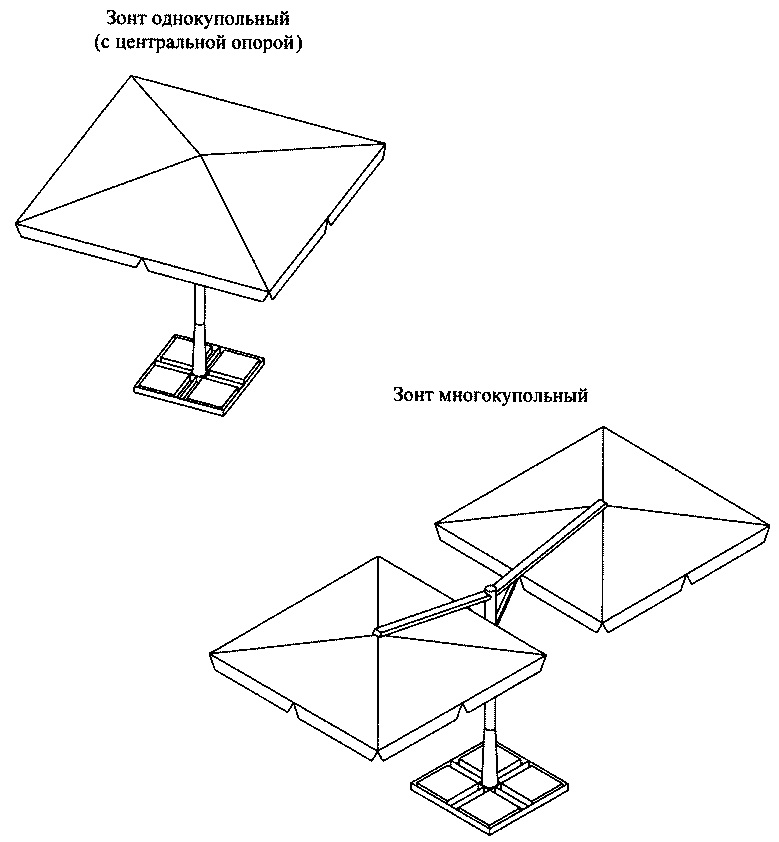 Зонт однокупольный
(с центральной опорой)
Зонт многокупольный